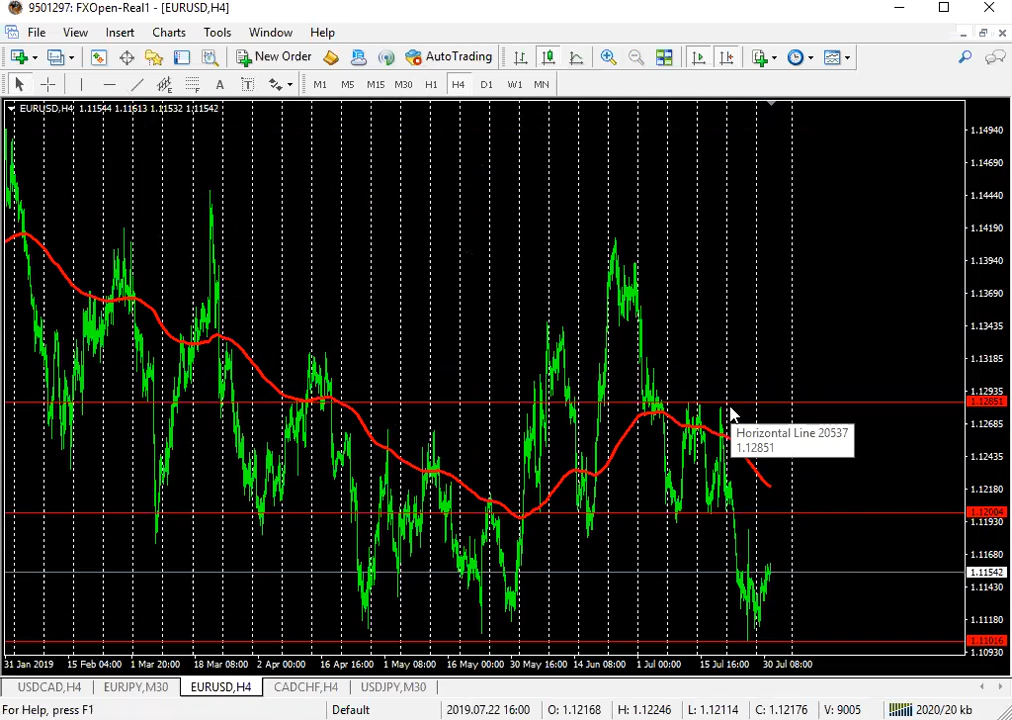 9501297: FXOpen-Real1 - [EURUSD,H4]
File View Insert Charts Tools Window Help
New Order AutoTrading
A T M1 M5 M15 M30 H1 H4 D1 W1 MN
EURUSD,H4 1.11544 1.11613 1.11532 1.11542
1.14940
1.14690
1.14440
1.14190
1.13940
1.13690
1.13435
1.13185
1.12935
1.12851
1.12685
Horizontal Line 20537
1.12851
1.12435
1.12180
1.12004
1.11930
1.11680
1.11542
1.11430
1.11180
1.11016
1.10930
31 Jan 2019 15 Feb 04:00 1 Mar 20:00 18 Mar 08:00 2 Apr 00:00 16 Apr 16:00 1 May 08:00 16 May 00:00 30 May 16:00 14 Jun 08:00 1 Jul 00:00 15 Jul 16:00 30 Jul 08:00
USDCAD,H4 EURJPY,M30 EURUSD,H4 CADCHF,H4 USDJPY,M30
For Help, press F1 Default 2019.07.22 16:00 O: 1.12168 H: 1.12246 L: 1.12114 C: 1.12176 V: 9005 2020/20 kb